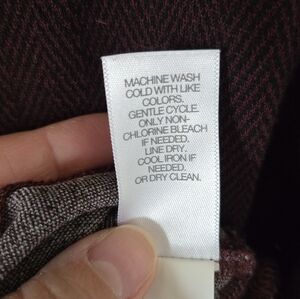 MACHINE WASH
COLD WITH LIKE
COLORS,
GENTLE CYCLE.
ONLY NON-
CHLORINE BLEACH
IF NEEDED.
LINE DRY.
COOL IRON IF
NEEDED.
OR DRY CLEAN.